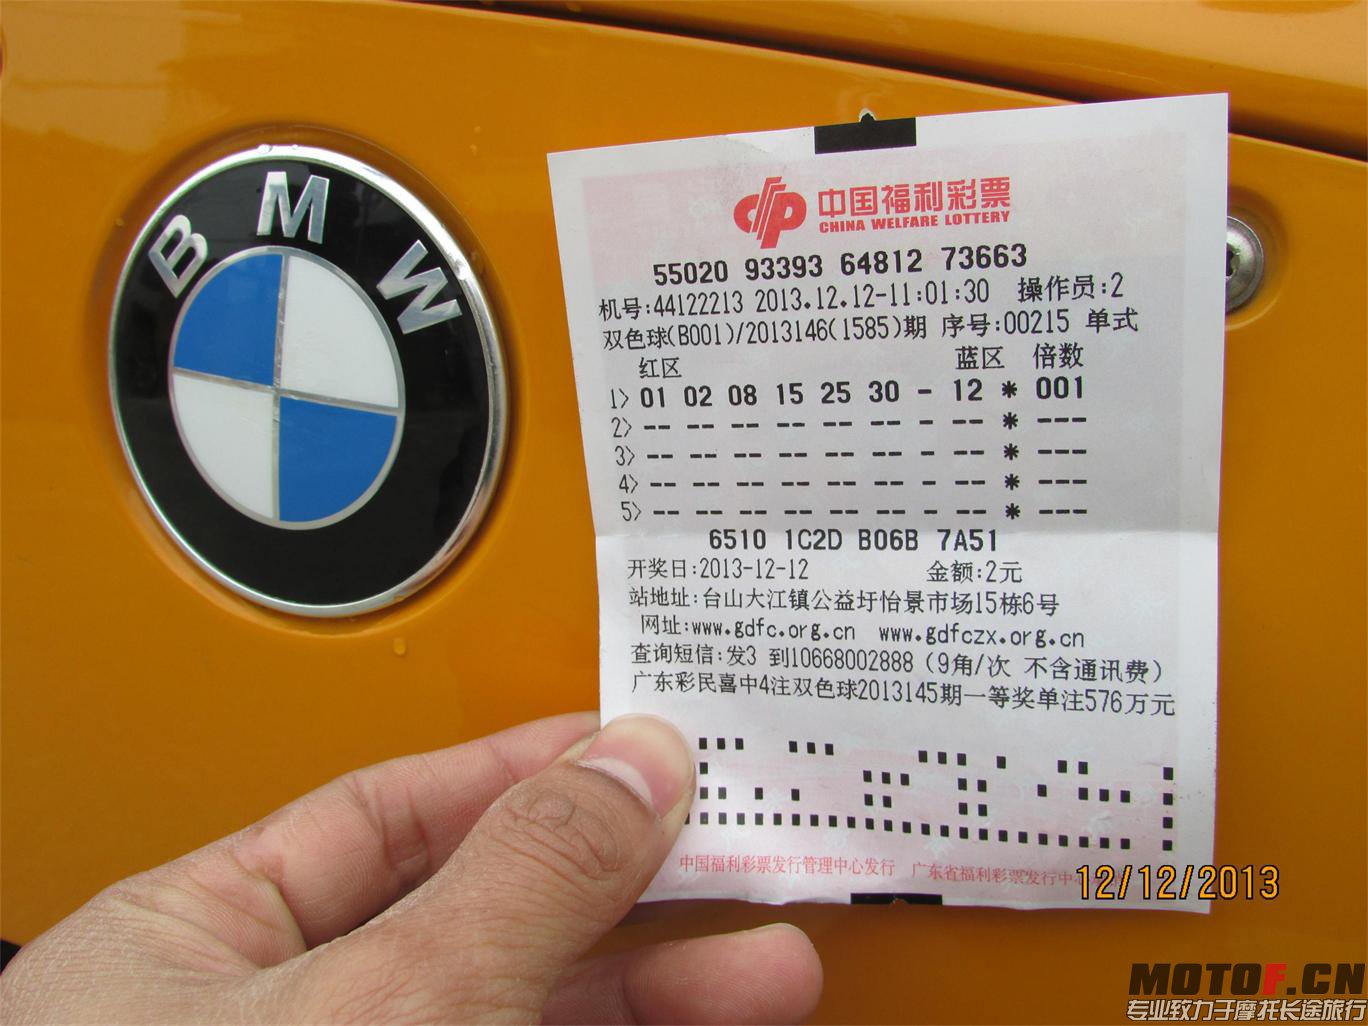 BMW
中国福利彩票
CHINA WELFARE LOTTERY
55020 93393 64812 73663
机号:44122213 2013.12.12-11:01:30 操作员:2
双色球(B001)/2013146(1585)期 序号:00215 单式
红区 蓝区 倍数
1> 01 02 08 15 25 30 - 12 * 001
2> -- -- -- -- -- -- - -- * ---
3> -- -- -- -- -- -- - -- * ---
4> -- -- -- -- -- -- - -- * ---
5> -- -- -- -- -- -- - -- * ---
6510 1C2D B06B 7A51
开奖日:2013-12-12 金额:2元
站地址:台山大江镇公益圩怡景市场15栋6号
网址:www.gdfc.org.cn www.gdfczx.org.cn
查询短信:发3 到10668002888 (9角/次 不含通讯费)
广东彩民喜中4注双色球2013145期一等奖单注576万元
中国福利彩票发行管理中心发行 广东省福利彩票发行中
12/12/2013
MOTOF.CN
专业致力于摩托长途旅行